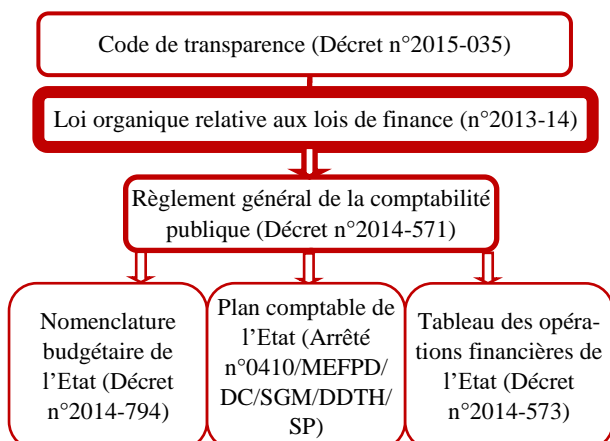 Code de transparence (Décret n°2015-035)
Loi organique relative aux lois de finance (n°2013-14)
Règlement général de la comptabilité
publique (Décret n°2014-571)
Nomenclature
budgétaire de
l'Etat (Décret
n°2014-794)
Plan comptable de
l'Etat (Arrêté
n°0410/MEFPD/
DC/SGM/DDTH/
SP)
Tableau des opéra-
tions financières de
l'Etat (Décret
n°2014-573)